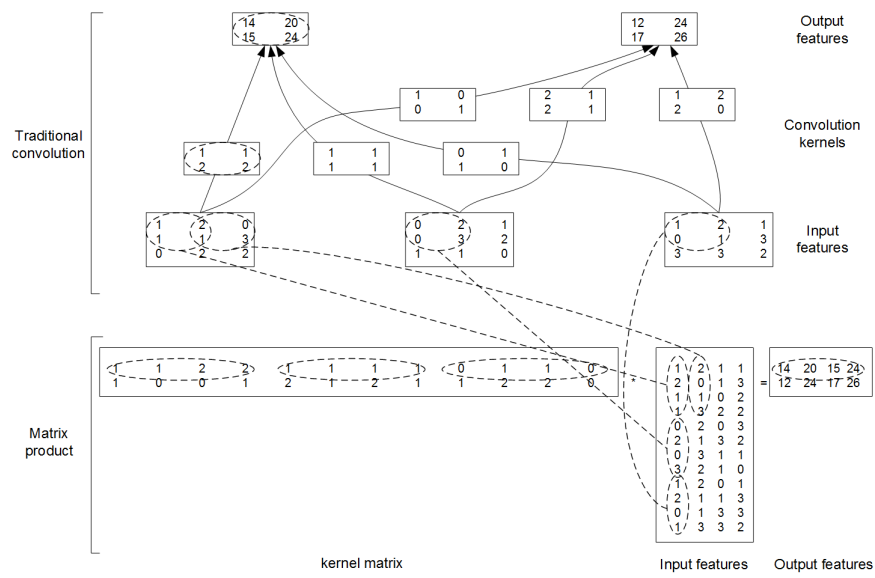 14 20
15 24
12 24
17 26
Output
features
1 0
0 1
2 1
2 1
1 2
2 0
Convolution
kernels
Traditional
convolution
1 1
2 2
1 1
1 1
0 1
1 0
1 2 0
1 1 3
0 2 2
0 2 1
0 3 2
1 1 0
1 2 1
0 1 3
3 3 2
Input
features
Matrix
product
1 1 2 2 1 1 1 1 0 1 1 0
1 0 0 1 2 1 2 1 1 2 2 0
*
1 2 1 1
2 0 1 3
1 1 0 2
1 3 2 2
0 2 0 3
2 1 3 2
0 3 1 1
3 2 1 0
1 2 0 1
2 1 1 3
0 1 3 3
1 3 3 2
=
14 20 15 24
12 24 17 26
kernel matrix
Input features
Output features